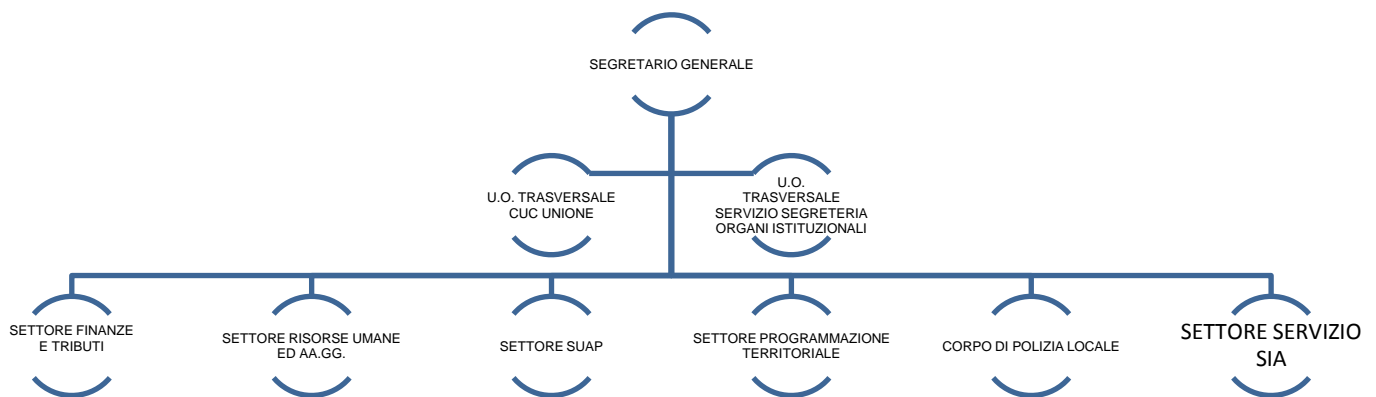 SEGRETARIO GENERALE
U.O. TRASVERSALE
CUC UNIONE
U.O.
TRASVERSALE
SERVIZIO SEGRETERIA
ORGANI ISTITUZIONALI
SETTORE FINANZE
E TRIBUTI
SETTORE RISORSE UMANE
ED AA.GG.
SETTORE SUAP
SETTORE PROGRAMMAZIONE
TERRITORIALE
CORPO DI POLIZIA LOCALE
SETTORE SERVIZIO
SIA